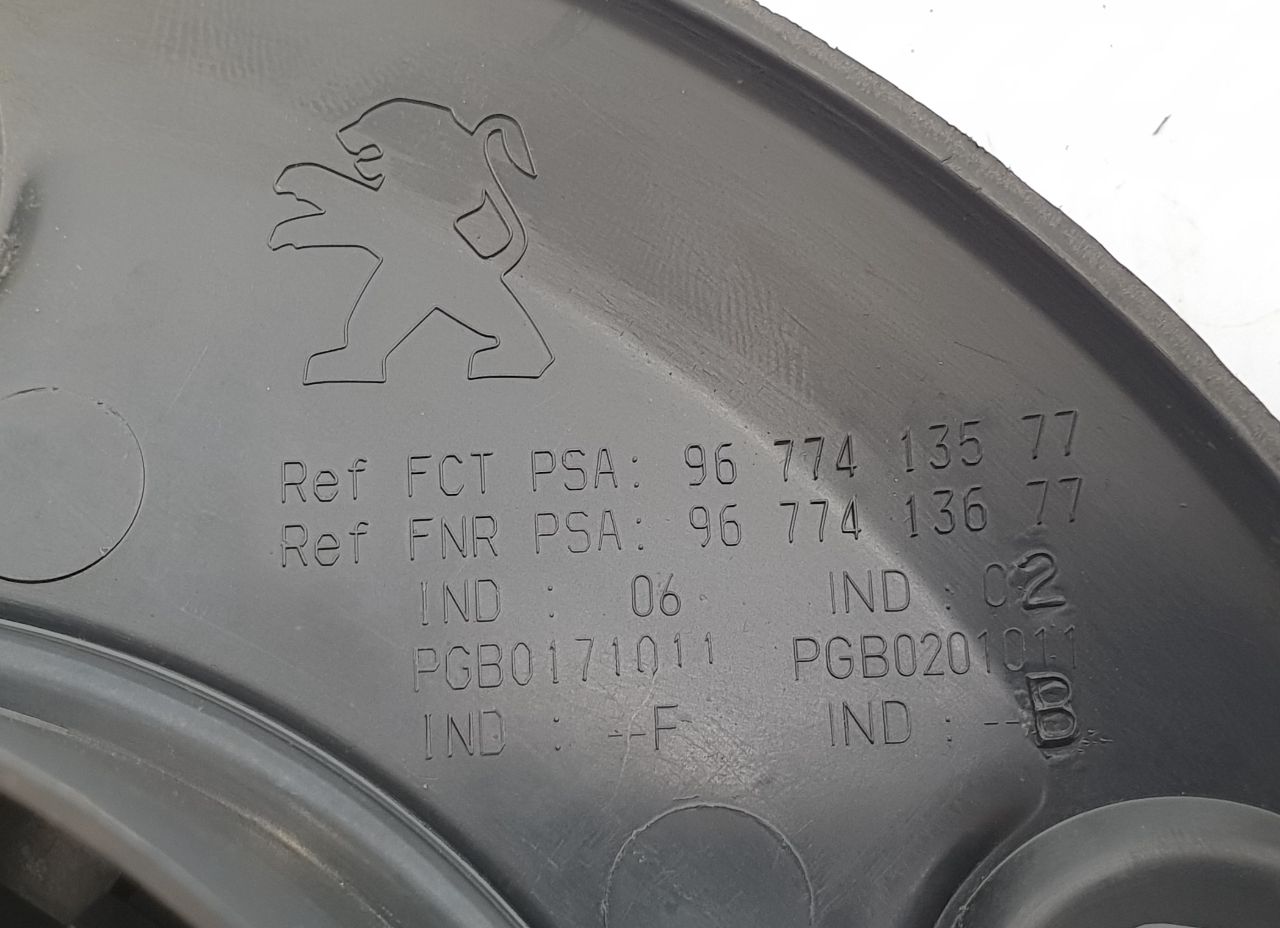 Ref FCT PSA: 96 774 135 77
Ref FNR PSA: 96 774 136 77
IND : 06 IND : 02
PGB0171011 PGB0201011
IND : --F IND : --B